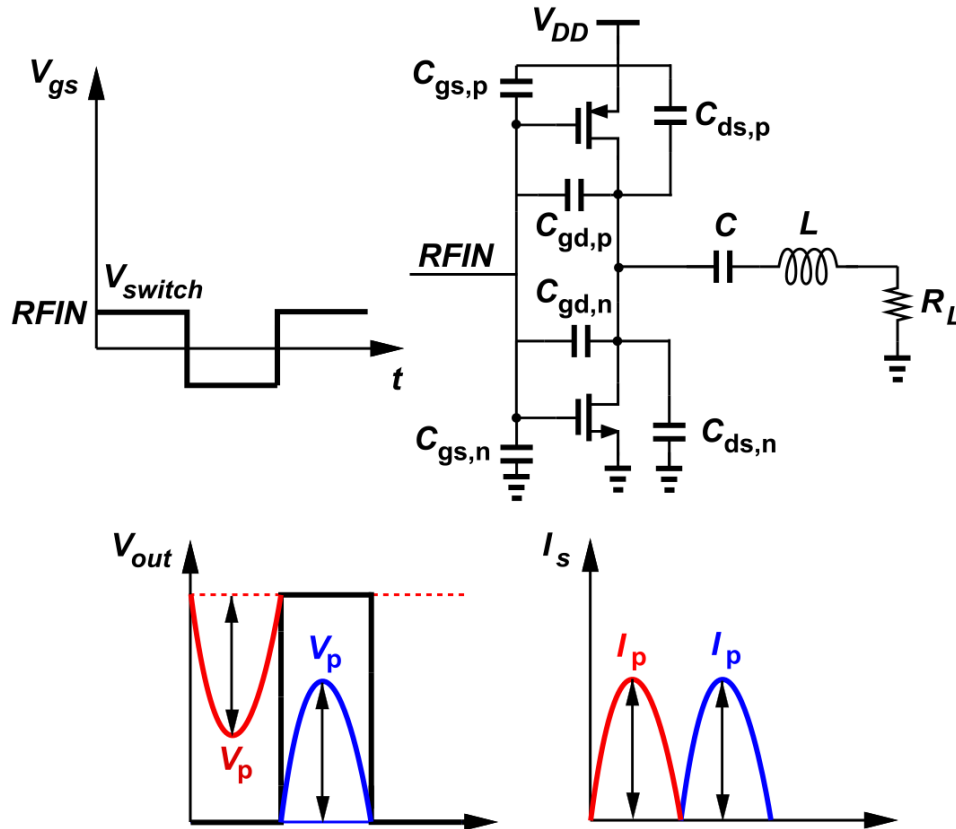 V_gs
V_switch
RFIN
t
V_DD
C_gs,p
C_ds,p
C_gd,p
RFIN
C
L
R_L
C_gd,n
C_gs,n
C_ds,n
V_out
V_p
V_p
I_s
I_p
I_p